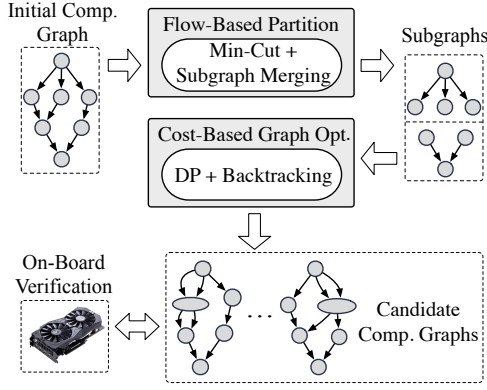 Initial Comp.
Graph
Flow-Based Partition
Min-Cut +
Subgraph Merging
Subgraphs
Cost-Based Graph Opt.
DP + Backtracking
On-Board
Verification
...
Candidate
Comp. Graphs